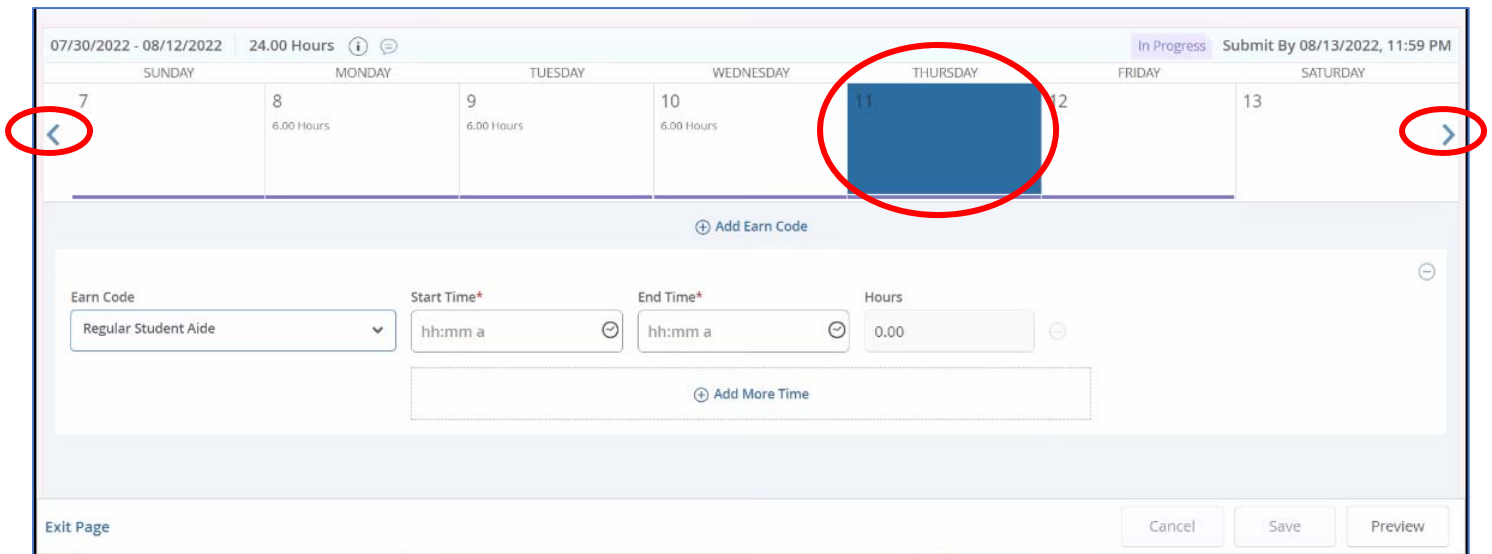 07/30/2022 - 08/12/2022 24.00 Hours In Progress Submit By 08/13/2022, 11:59 PM
SUNDAY MONDAY TUESDAY WEDNESDAY THURSDAY FRIDAY SATURDAY
7 8 9 10 11 12 13
6.00 Hours 6.00 Hours 6.00 Hours
Add Earn Code
Earn Code Start Time* End Time* Hours
Regular Student Aide hh:mm a hh:mm a 0.00
Add More Time
Exit Page Cancel Save Preview